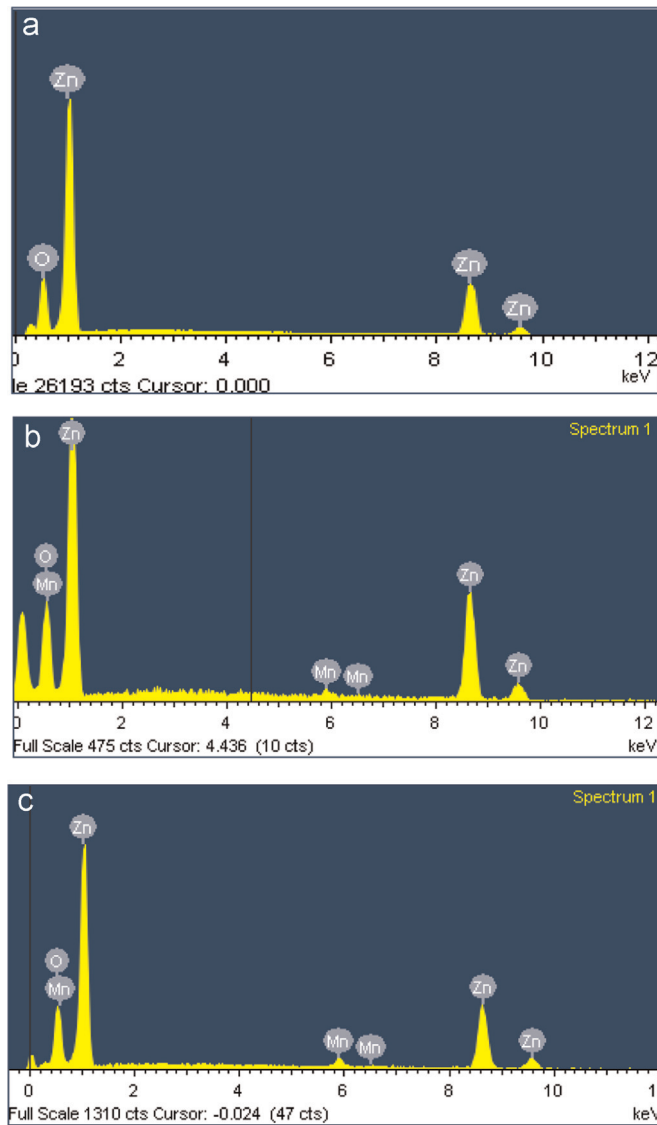 a
Zn
O
Zn
Zn
0 2 4 6 8 10 12
le 26193 cts Cursor: 0.000 keV
b
Spectrum 1
Zn
O
Mn
Mn
Mn
Zn
Zn
0 2 4 6 8 10 12
Full Scale 475 cts Cursor: 4.436 (10 cts) keV
c
Spectrum 1
Zn
O
Mn
Mn
Mn
Zn
Zn
0 2 4 6 8 10 1
Full Scale 1310 cts Cursor: -0.024 (47 cts) keV